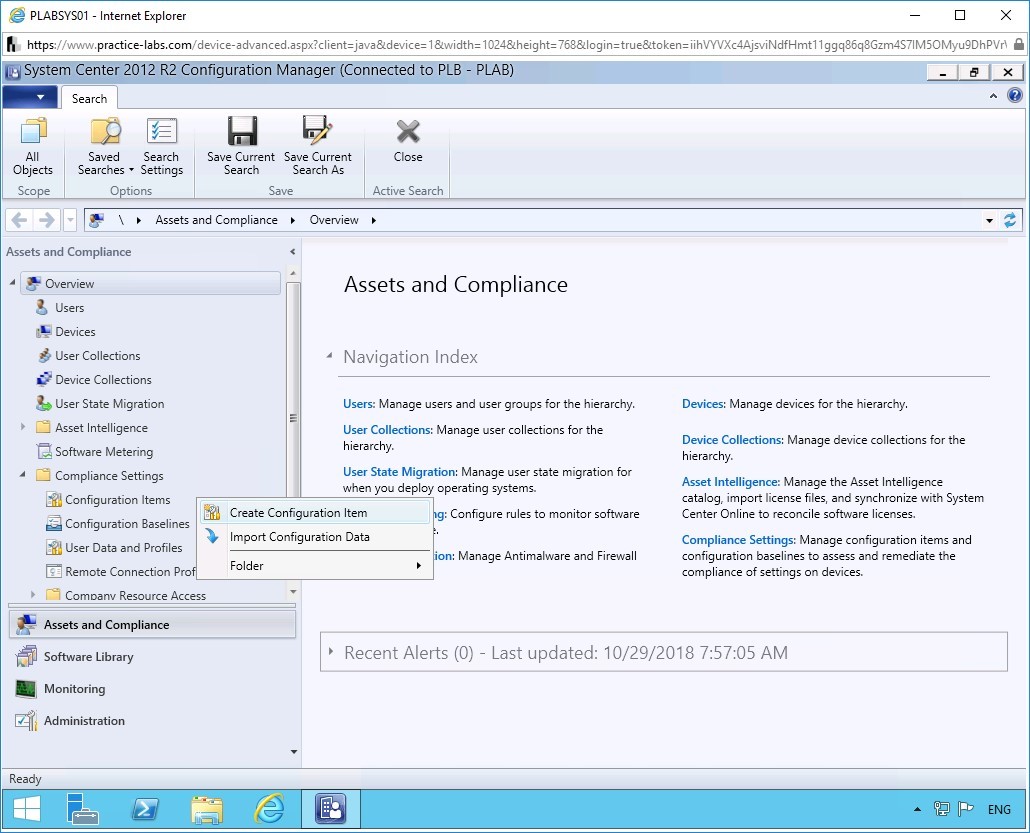 PLABSYS01 - Internet Explorer
https://www.practice-labs.com/device-advanced.aspx?client=java&device=1&width=1024&height=768&login=true&token=
System Center 2012 R2 Configuration Manager (Connected to PLB - PLAB)
Search
All Objects
Saved Searches
Search Settings
Save Current Search
Save Current Search As
Close
Scope
Options
Save
Active Search
\ Assets and Compliance Overview
Assets and Compliance
Overview
Users
Devices
User Collections
Device Collections
User State Migration
Asset Intelligence
Software Metering
Compliance Settings
Configuration Items
Configuration Baselines
User Data and Profiles
Remote Connection Prof
Company Resource Access
Create Configuration Item
Import Configuration Data
Folder
Assets and Compliance
Software Library
Monitoring
Administration
Assets and Compliance
Navigation Index
Users: Manage users and user groups for the hierarchy.
User Collections: Manage user collections for the
hierarchy.
User State Migration: Manage user state migration for
when you deploy operating systems.
ng: Configure rules to monitor software
e.
ion: Manage Antimalware and Firewall
Devices: Manage devices for the hierarchy.
Device Collections: Manage device collections for the
hierarchy.
Asset Intelligence: Manage the Asset Intelligence
catalog, import license files, and synchronize with System
Center Online to reconcile software licenses.
Compliance Settings: Manage configuration items and
configuration baselines to assess and remediate the
compliance of settings on devices.
Recent Alerts (0) - Last updated: 10/29/2018 7:57:05 AM
Ready
ENG